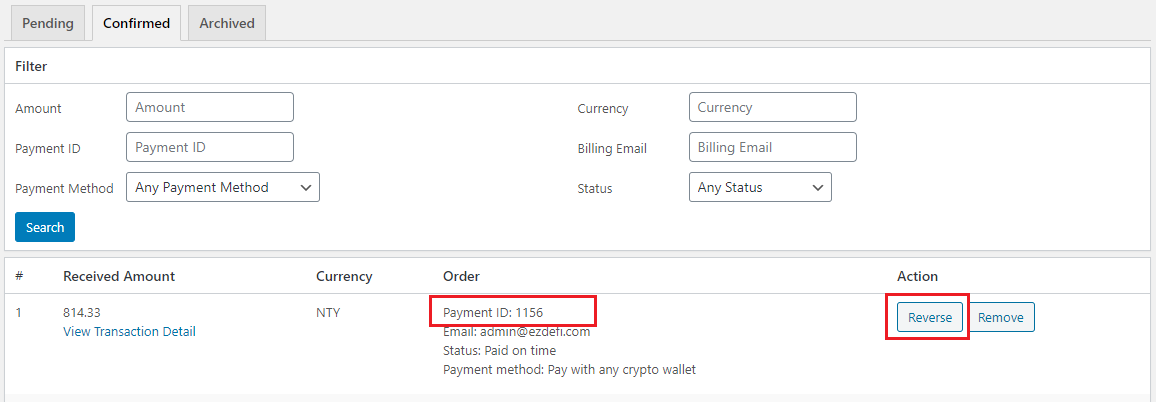 Pending Confirmed Archived
Filter
Amount Amount Currency Currency
Payment ID Payment ID Billing Email Billing Email
Payment Method Any Payment Method Status Any Status
Search
# Received Amount Currency Order Action
1 814.33 NTY Payment ID: 1156 Reverse Remove
View Transaction Detail Email: admin@ezdefi.com
Status: Paid on time
Payment method: Pay with any crypto wallet